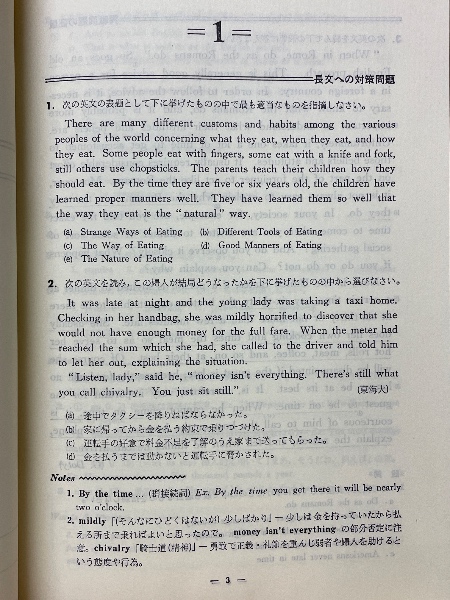 = 1 =
長文への対策問題
1. 次の英文の表題として下に挙げたものの中で最も適当なものを指摘しなさい。
There are many different customs and habits among the various
peoples of the world concerning what they eat, when they eat, and how
they eat. Some people eat with fingers, some eat with a knife and fork,
still others use chopsticks. The parents teach their children how they
should eat. By the time they are five or six years old, the children have
learned proper manners well. They have learned them so well that
the way they eat is the "natural" way.
(a) Strange Ways of Eating (b) Different Tools of Eating
(c) The Way of Eating (d) Good Manners of Eating
(e) The Nature of Eating
2. 次の英文を読み，この婦人が結局どうなったかを下に挙げたものの中から選びなさい。
It was late at night and the young lady was taking a taxi home.
Checking in her handbag, she was mildly horrified to discover that she
would not have enough money for the full fare. When the meter had
reached the sum which she had, she called to the driver and told him
to let her out, explaining the situation.
"Listen, lady," said he, "money isn't everything. There's still what
you call chivalry. You just sit still." (東海大)
(a) 途中でタクシーを降りねばならなかった。
(b) 家に帰ってから金を払う約束で乗りつづけた。
(c) 運転手の好意で料金不足を了解のうえ家まで送ってもらった。
(d) 金を払うまでは動かないと運転手に脅かされた。
Notes
1. By the time... (群接続詞) Ex. By the time you got there it will be nearly
two o'clock.
2. mildly「(そんなにひどくはないが) 少しばかり」—少しは金を持っていたから払
える所まで乗ればよいと思ったので。 money isn't everything の部分否定に注
意。chivalry「騎士道(精神)」—勇敢で正義・礼節を重んじ弱者や婦人を助けると
いう態度や行為。
= 3 =